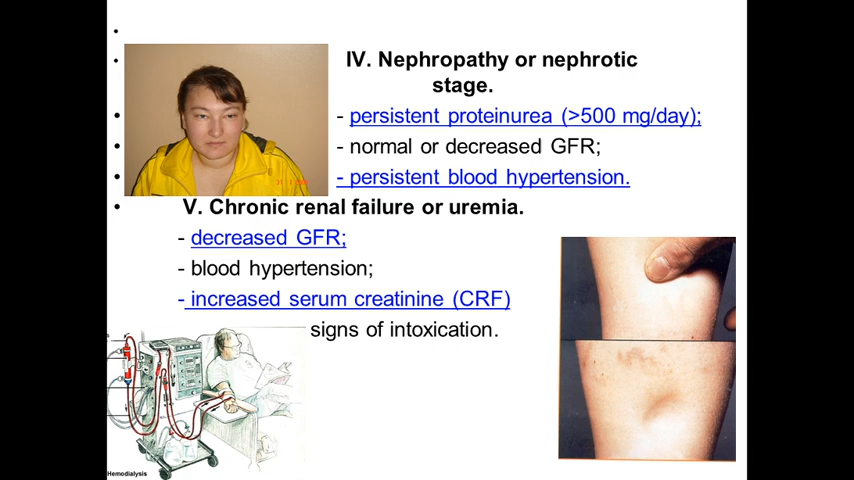 IV. Nephropathy or nephrotic
stage.
- persistent proteinurea (>500 mg/day);
- normal or decreased GFR;
- persistent blood hypertension.
V. Chronic renal failure or uremia.
- decreased GFR;
- blood hypertension;
- increased serum creatinine (CRF)
signs of intoxication.
Hemodialysis